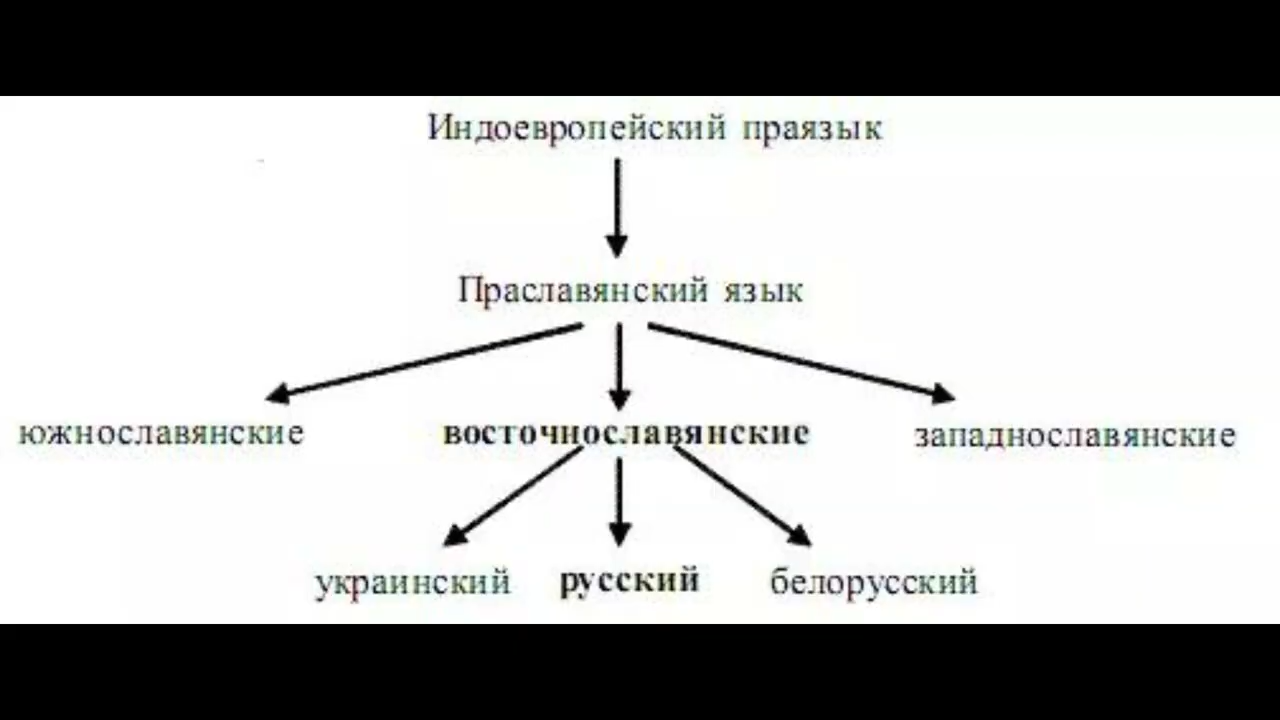 Индоевропейский праязык
Праславянский язык
южнославянские восточнославянские западнославянские
украинский русский белорусский